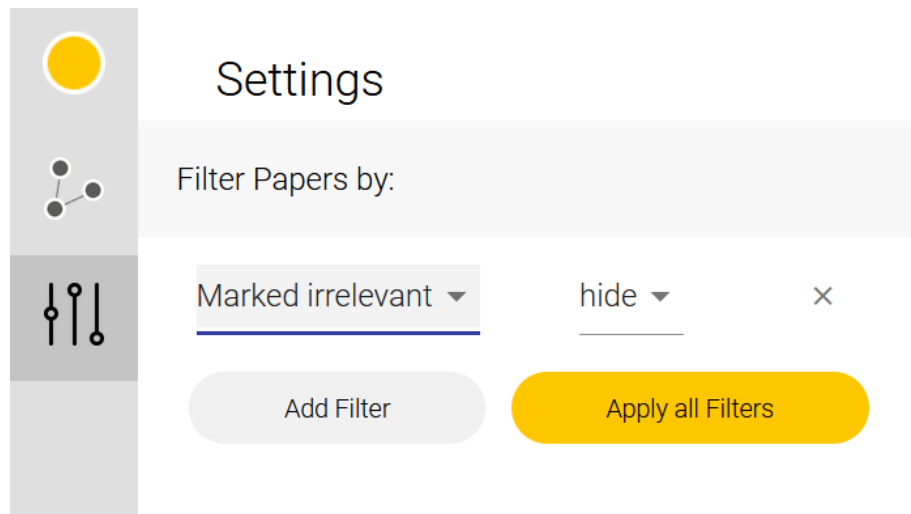 Settings
Filter Papers by:
Marked irrelevant hide ×
Add Filter Apply all Filters